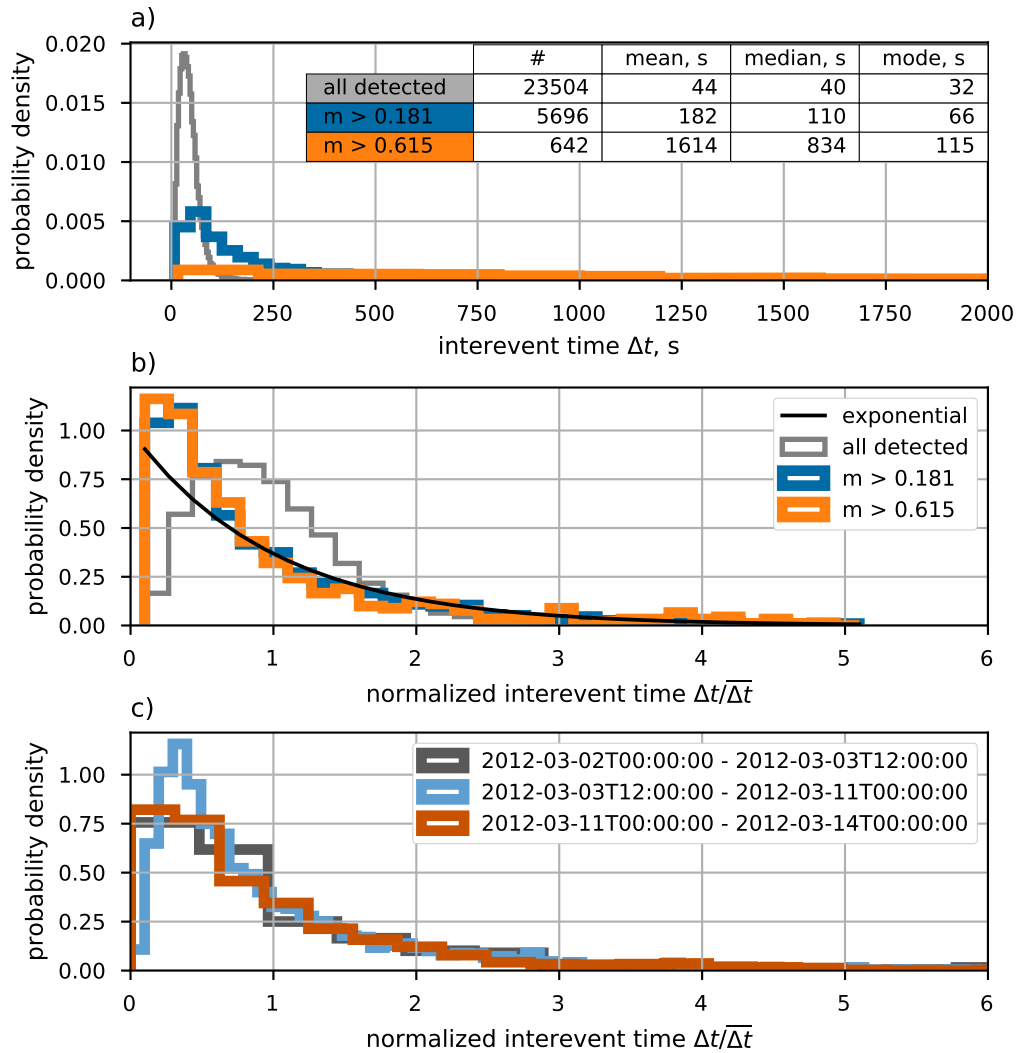 a)
0.020
0.015
0.010
0.005
0.000
probability density
# mean, s median, s mode, s
all detected 23504 44 40 32
m > 0.181 5696 182 110 66
m > 0.615 642 1614 834 115
0 250 500 750 1000 1250 1500 1750 2000
interevent time Δt, s
b)
1.00
0.75
0.50
0.25
0.00
probability density
exponential
all detected
m > 0.181
m > 0.615
0 1 2 3 4 5 6
normalized interevent time Δt/Δ̅t̅
c)
1.00
0.75
0.50
0.25
0.00
probability density
2012-03-02T00:00:00 - 2012-03-03T12:00:00
2012-03-03T12:00:00 - 2012-03-11T00:00:00
2012-03-11T00:00:00 - 2012-03-14T00:00:00
0 1 2 3 4 5 6
normalized interevent time Δt/Δ̅t̅